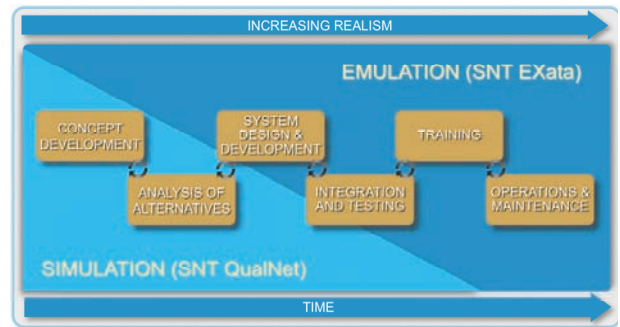 INCREASING REALISM
EMULATION (SNT EXata)
CONCEPT
DEVELOPMENT
ANALYSIS OF
ALTERNATIVES
SYSTEM
DESIGN &
DEVELOPMENT
INTEGRATION
AND TESTING
TRAINING
OPERATIONS &
MAINTENANCE
SIMULATION (SNT QualNet)
TIME